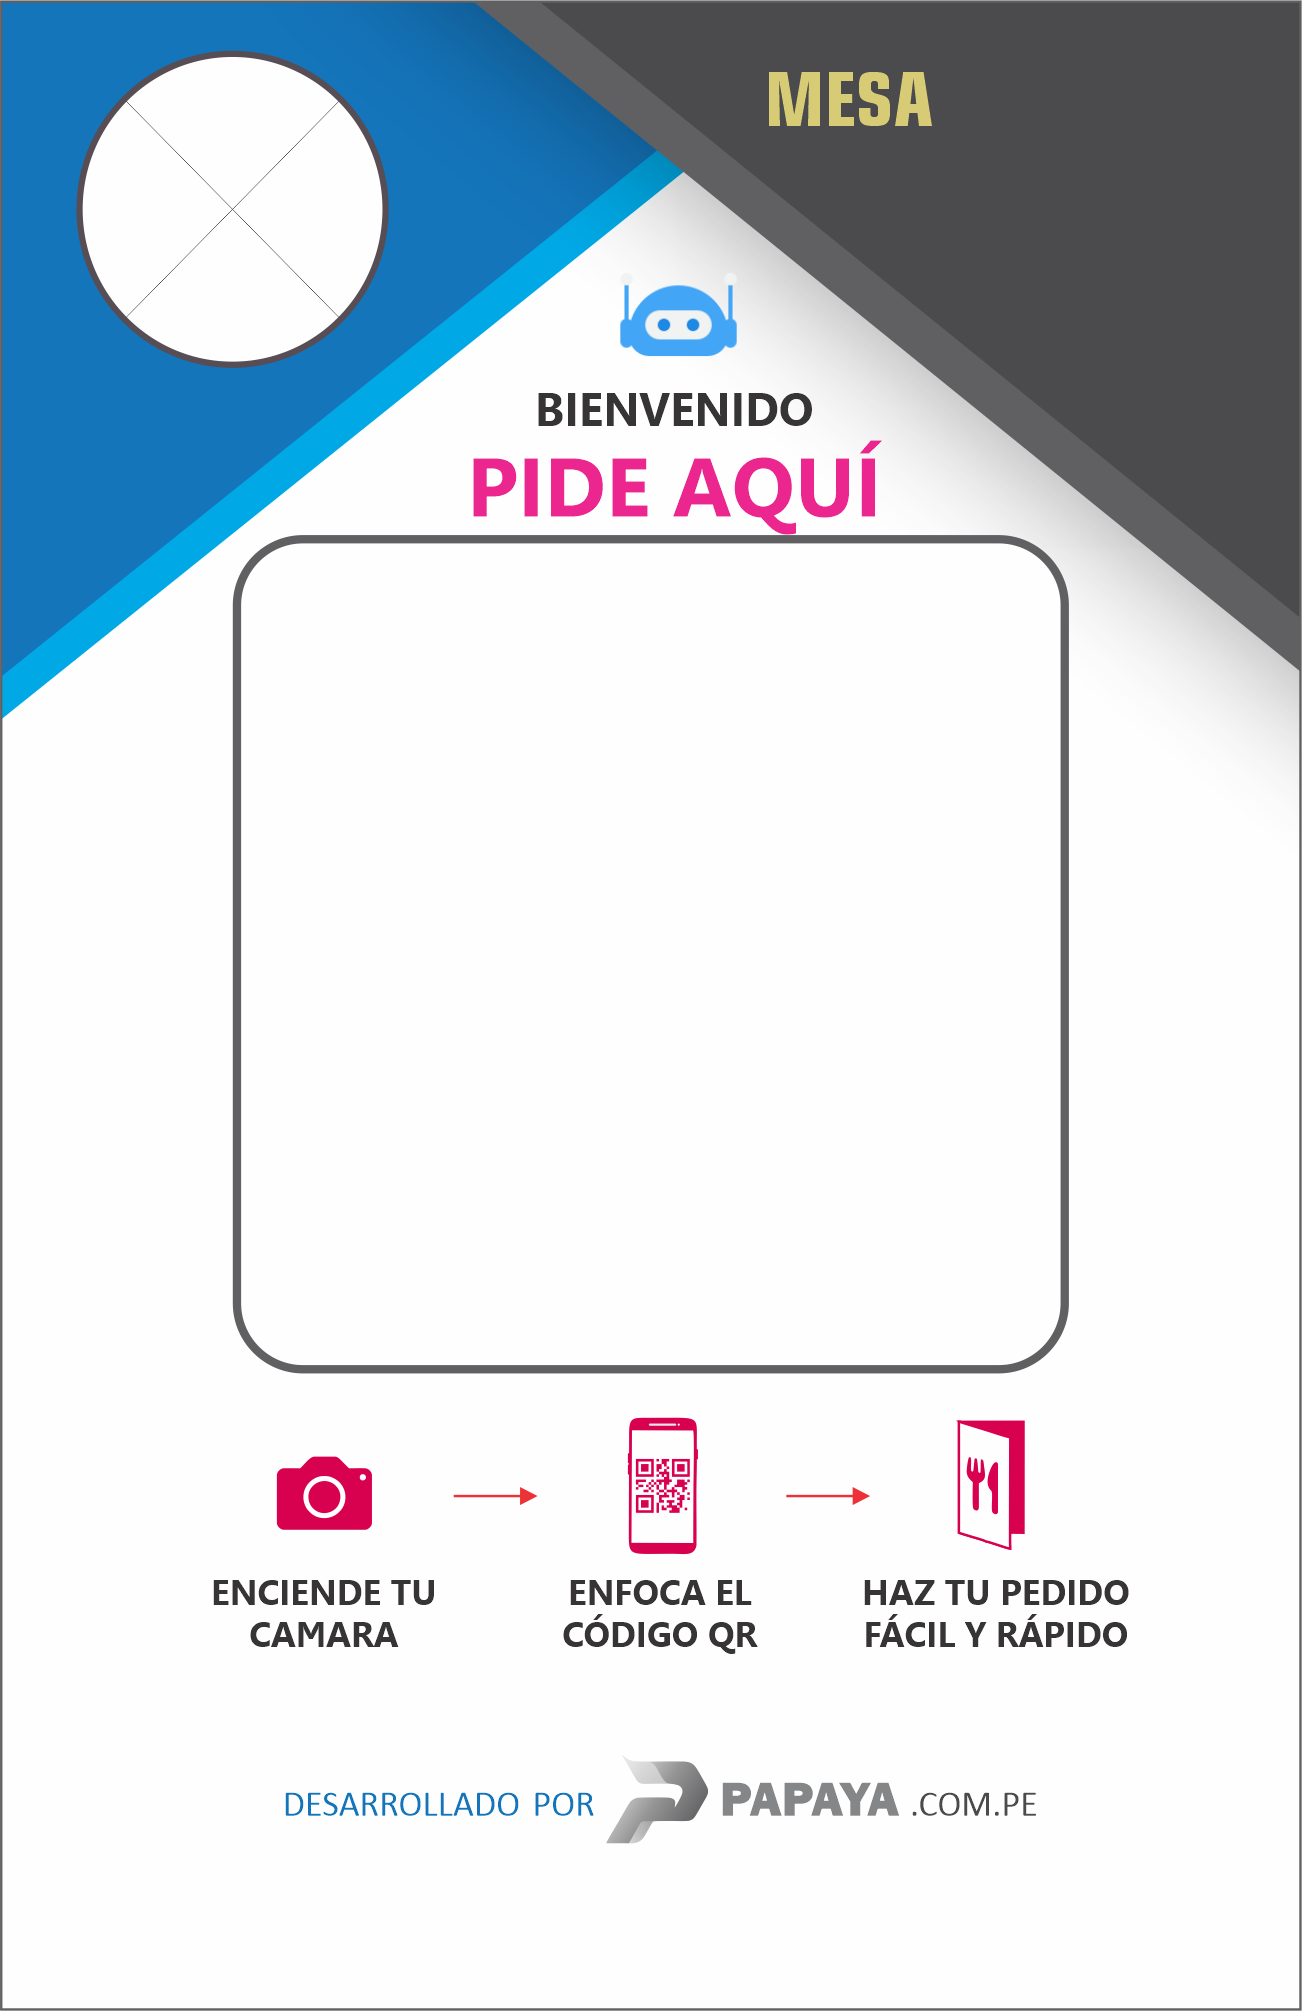 MESA
BIENVENIDO
PIDE AQUÍ
ENCIENDE TU
CAMARA
ENFOCA EL
CÓDIGO QR
HAZ TU PEDIDO
FÁCIL Y RÁPIDO
DESARROLLADO POR PAPAYA .COM.PE